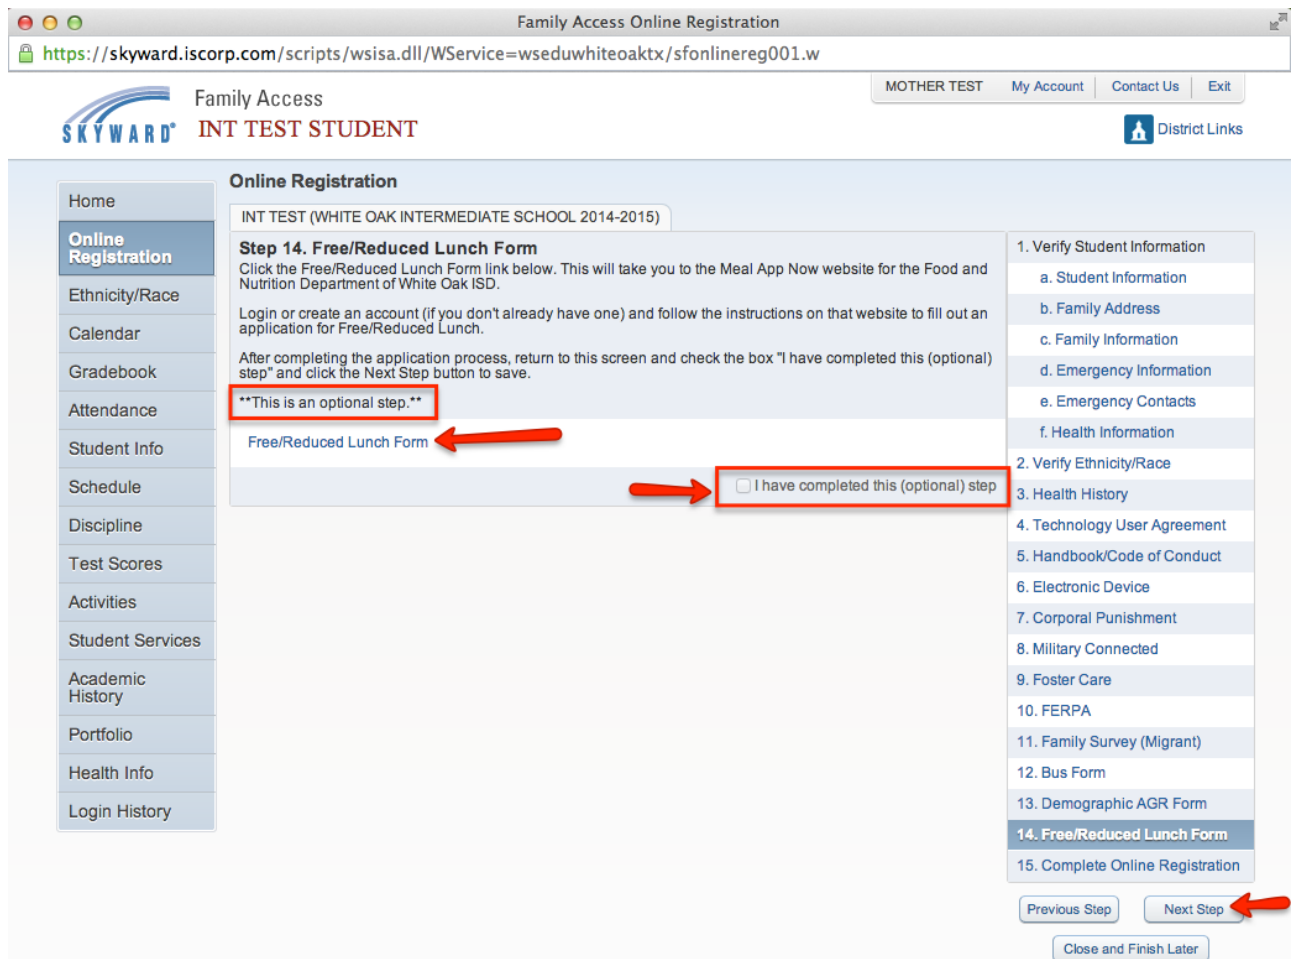 Family Access Online Registration
https://skyward.iscorp.com/scripts/wsisa.dll/WService=wseduwhiteoaktx/sfonlinereg001.w
MOTHER TEST My Account Contact Us Exit
SKYWARD®
Family Access
INT TEST STUDENT
District Links
Home
Online
Registration
Ethnicity/Race
Calendar
Gradebook
Attendance
Student Info
Schedule
Discipline
Test Scores
Activities
Student Services
Academic
History
Portfolio
Health Info
Login History
Online Registration
INT TEST (WHITE OAK INTERMEDIATE SCHOOL 2014-2015)
Step 14. Free/Reduced Lunch Form
Click the Free/Reduced Lunch Form link below. This will take you to the Meal App Now website for the Food and
Nutrition Department of White Oak ISD.
Login or create an account (if you don't already have one) and follow the instructions on that website to fill out an
application for Free/Reduced Lunch.
After completing the application process, return to this screen and check the box "I have completed this (optional)
step" and click the Next Step button to save.
**This is an optional step.**
Free/Reduced Lunch Form
I have completed this (optional) step
1. Verify Student Information
a. Student Information
b. Family Address
c. Family Information
d. Emergency Information
e. Emergency Contacts
f. Health Information
2. Verify Ethnicity/Race
3. Health History
4. Technology User Agreement
5. Handbook/Code of Conduct
6. Electronic Device
7. Corporal Punishment
8. Military Connected
9. Foster Care
10. FERPA
11. Family Survey (Migrant)
12. Bus Form
13. Demographic AGR Form
14. Free/Reduced Lunch Form
15. Complete Online Registration
Previous Step Next Step
Close and Finish Later